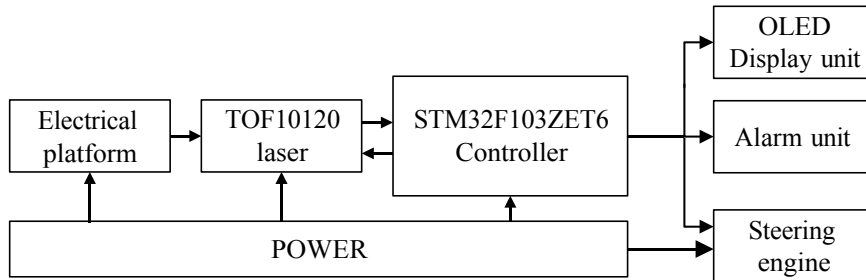 OLED
Display unit
Electrical
platform
TOF10120
laser
STM32F103ZET6
Controller
Alarm unit
POWER
Steering
engine